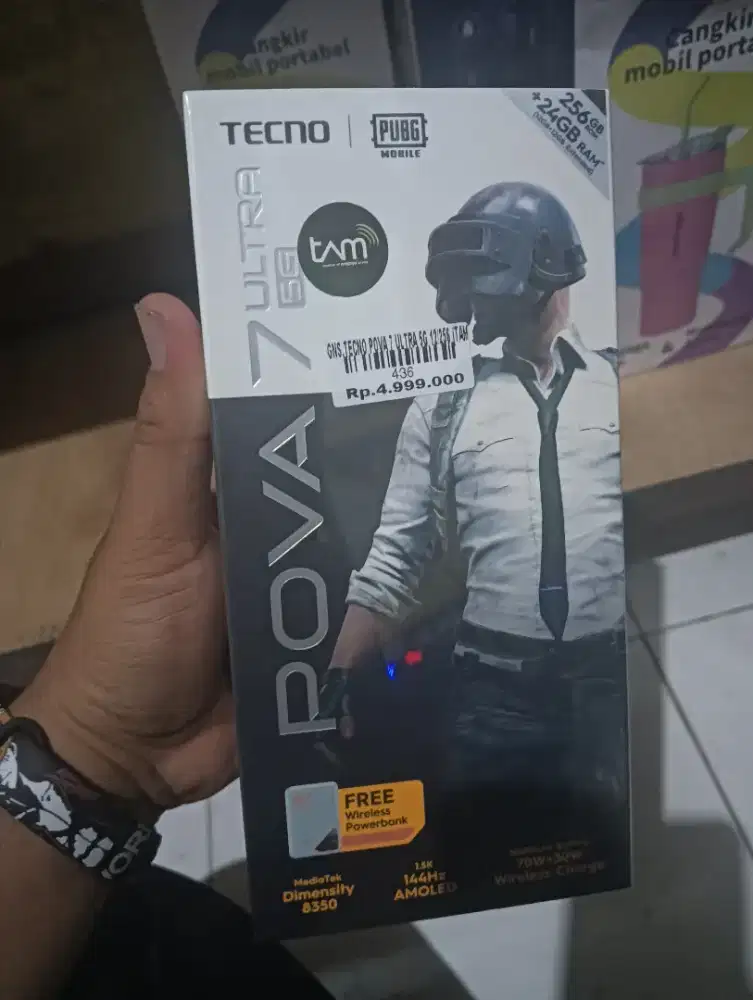 angkir
mobil portabel
Cangkir
mobil porta
TECNO | PUBG
MOBILE
256GB
ROM
+24GB RAM*
POVA 7 ULTRA 5G
tam
GNS.TECNO POVA 7 ULTRA 5G 12/256 (TAM
436
Rp.4.999.000
FREE
Wireless
Powerbank
MediaTek
Dimensity
8350
1.5K
144Hz
AMOLED
70W+30W
Wireless Charge